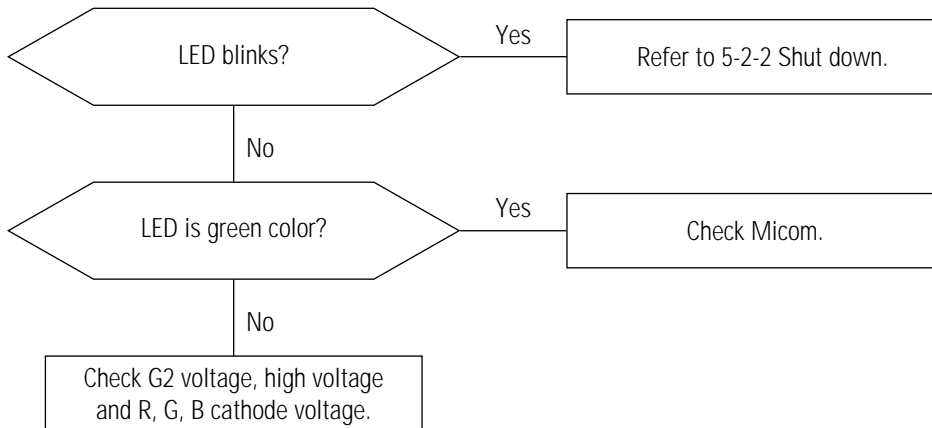 LED blinks?
Yes
Refer to 5-2-2 Shut down.
No
LED is green color?
Yes
Check Micom.
No
Check G2 voltage, high voltage
and R, G, B cathode voltage.